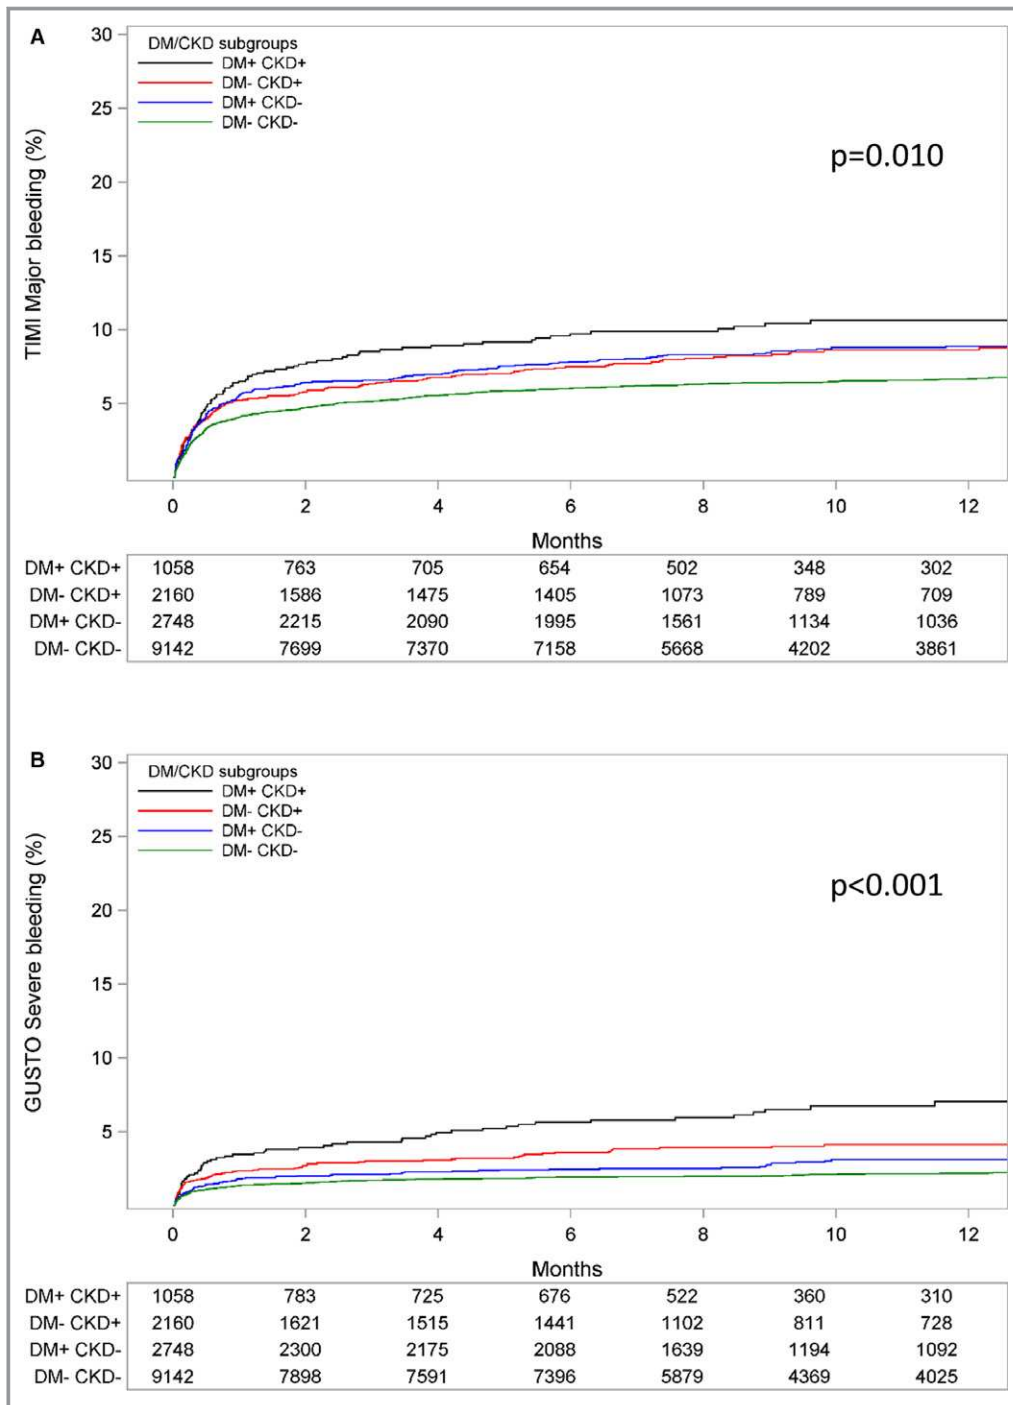 A
TIMI Major bleeding (%)
30
25
20
15
10
5
DM/CKD subgroups
DM+ CKD+
DM- CKD+
DM+ CKD-
DM- CKD-
p=0.010
0 2 4 6 8 10 12
Months
DM+ CKD+ 1058 763 705 654 502 348 302
DM- CKD+ 2160 1586 1475 1405 1073 789 709
DM+ CKD- 2748 2215 2090 1995 1561 1134 1036
DM- CKD- 9142 7699 7370 7158 5668 4202 3861
B
GUSTO Severe bleeding (%)
30
25
20
15
10
5
DM/CKD subgroups
DM+ CKD+
DM- CKD+
DM+ CKD-
DM- CKD-
p<0.001
0 2 4 6 8 10 12
Months
DM+ CKD+ 1058 783 725 676 522 360 310
DM- CKD+ 2160 1621 1515 1441 1102 811 728
DM+ CKD- 2748 2300 2175 2088 1639 1194 1092
DM- CKD- 9142 7898 7591 7396 5879 4369 4025